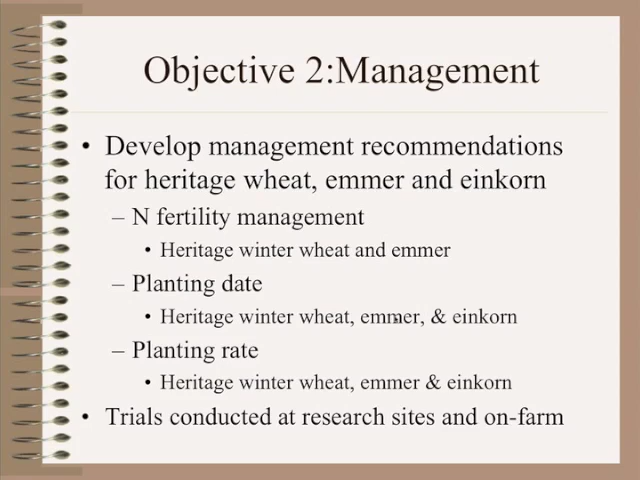 Objective 2:Management
• Develop management recommendations
for heritage wheat, emmer and einkorn
– N fertility management
• Heritage winter wheat and emmer
– Planting date
• Heritage winter wheat, emmer, & einkorn
– Planting rate
• Heritage winter wheat, emmer & einkorn
• Trials conducted at research sites and on-farm